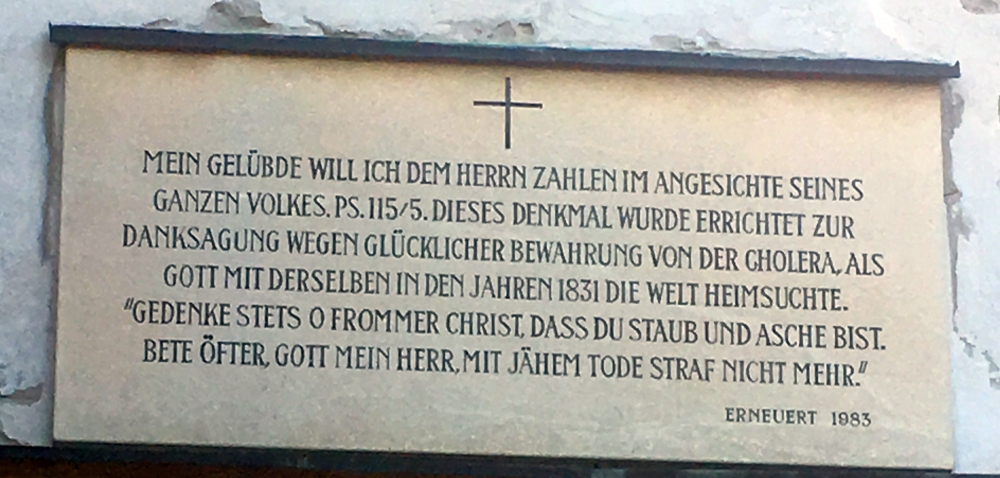 MEIN GELÜBDE WILL ICH DEM HERRN ZAHLEN IM ANGESICHTE SEINES
GANZEN VOLKES. PS. 115/5. DIESES DENKMAL WURDE ERRICHTET ZUR
DANKSAGUNG WEGEN GLÜCKLICHER BEWAHRUNG VON DER CHOLERA, ALS
GOTT MIT DERSELBEN IN DEN JAHREN 1831 DIE WELT HEIMSUCHTE.
"GEDENKE STETS O FROMMER CHRIST, DASS DU STAUB UND ASCHE BIST.
BETE ÖFTER, GOTT MEIN HERR, MIT JÄHEM TODE STRAF NICHT MEHR."
ERNEUERT 1983